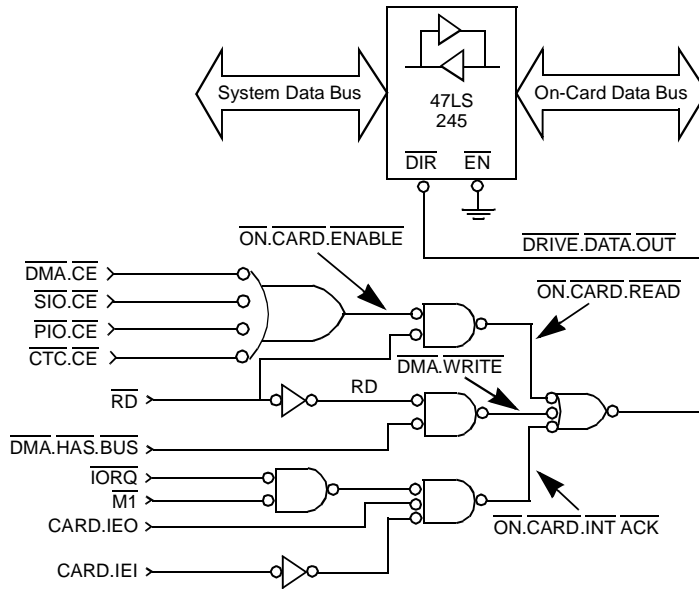 System Data Bus
47LS
245
On-Card Data Bus
DIR
EN
ON.CARD.ENABLE
DRIVE.DATA.OUT
DMA.CE
SIO.CE
PIO.CE
CTC.CE
ON.CARD.READ
DMA.WRITE
RD
RD
DMA.HAS.BUS
IORQ
M1
CARD.IEO
ON.CARD.INT ACK
CARD.IEI